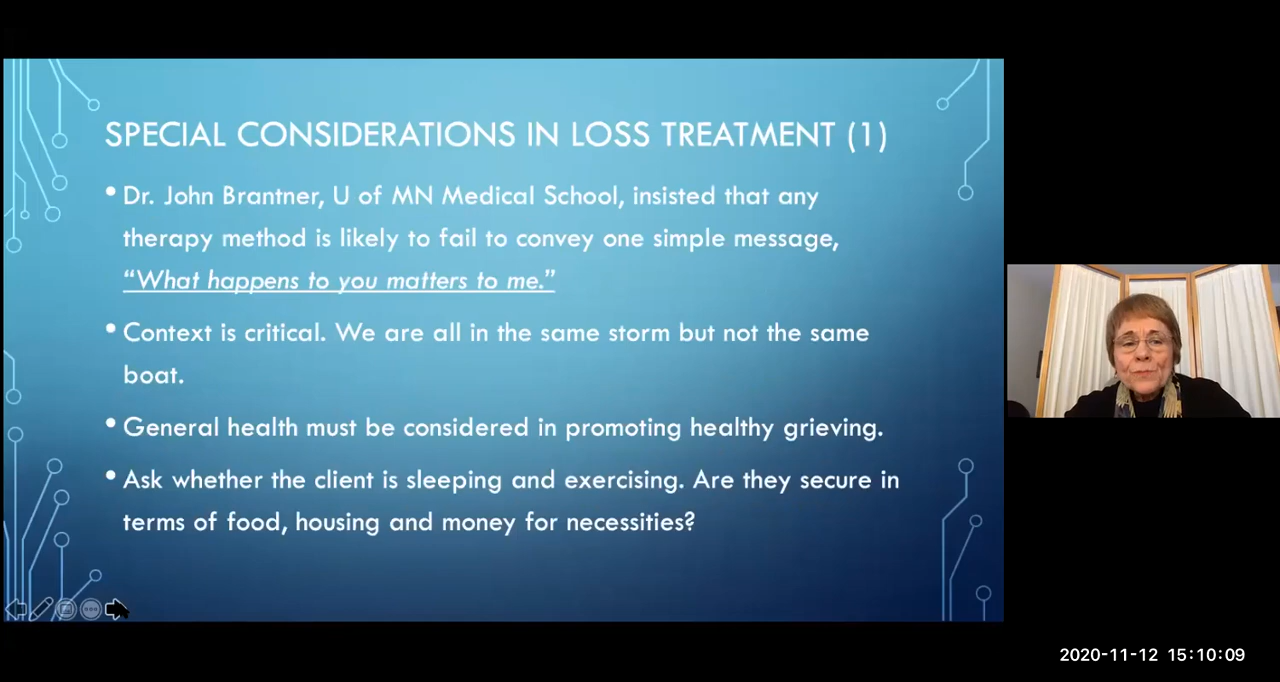 SPECIAL CONSIDERATIONS IN LOSS TREATMENT (1)
• Dr. John Brantner, U of MN Medical School, insisted that any
therapy method is likely to fail to convey one simple message,
“What happens to you matters to me.”
• Context is critical. We are all in the same storm but not the same
boat.
• General health must be considered in promoting healthy grieving.
• Ask whether the client is sleeping and exercising. Are they secure in
terms of food, housing and money for necessities?
2020-11-12 15:10:09